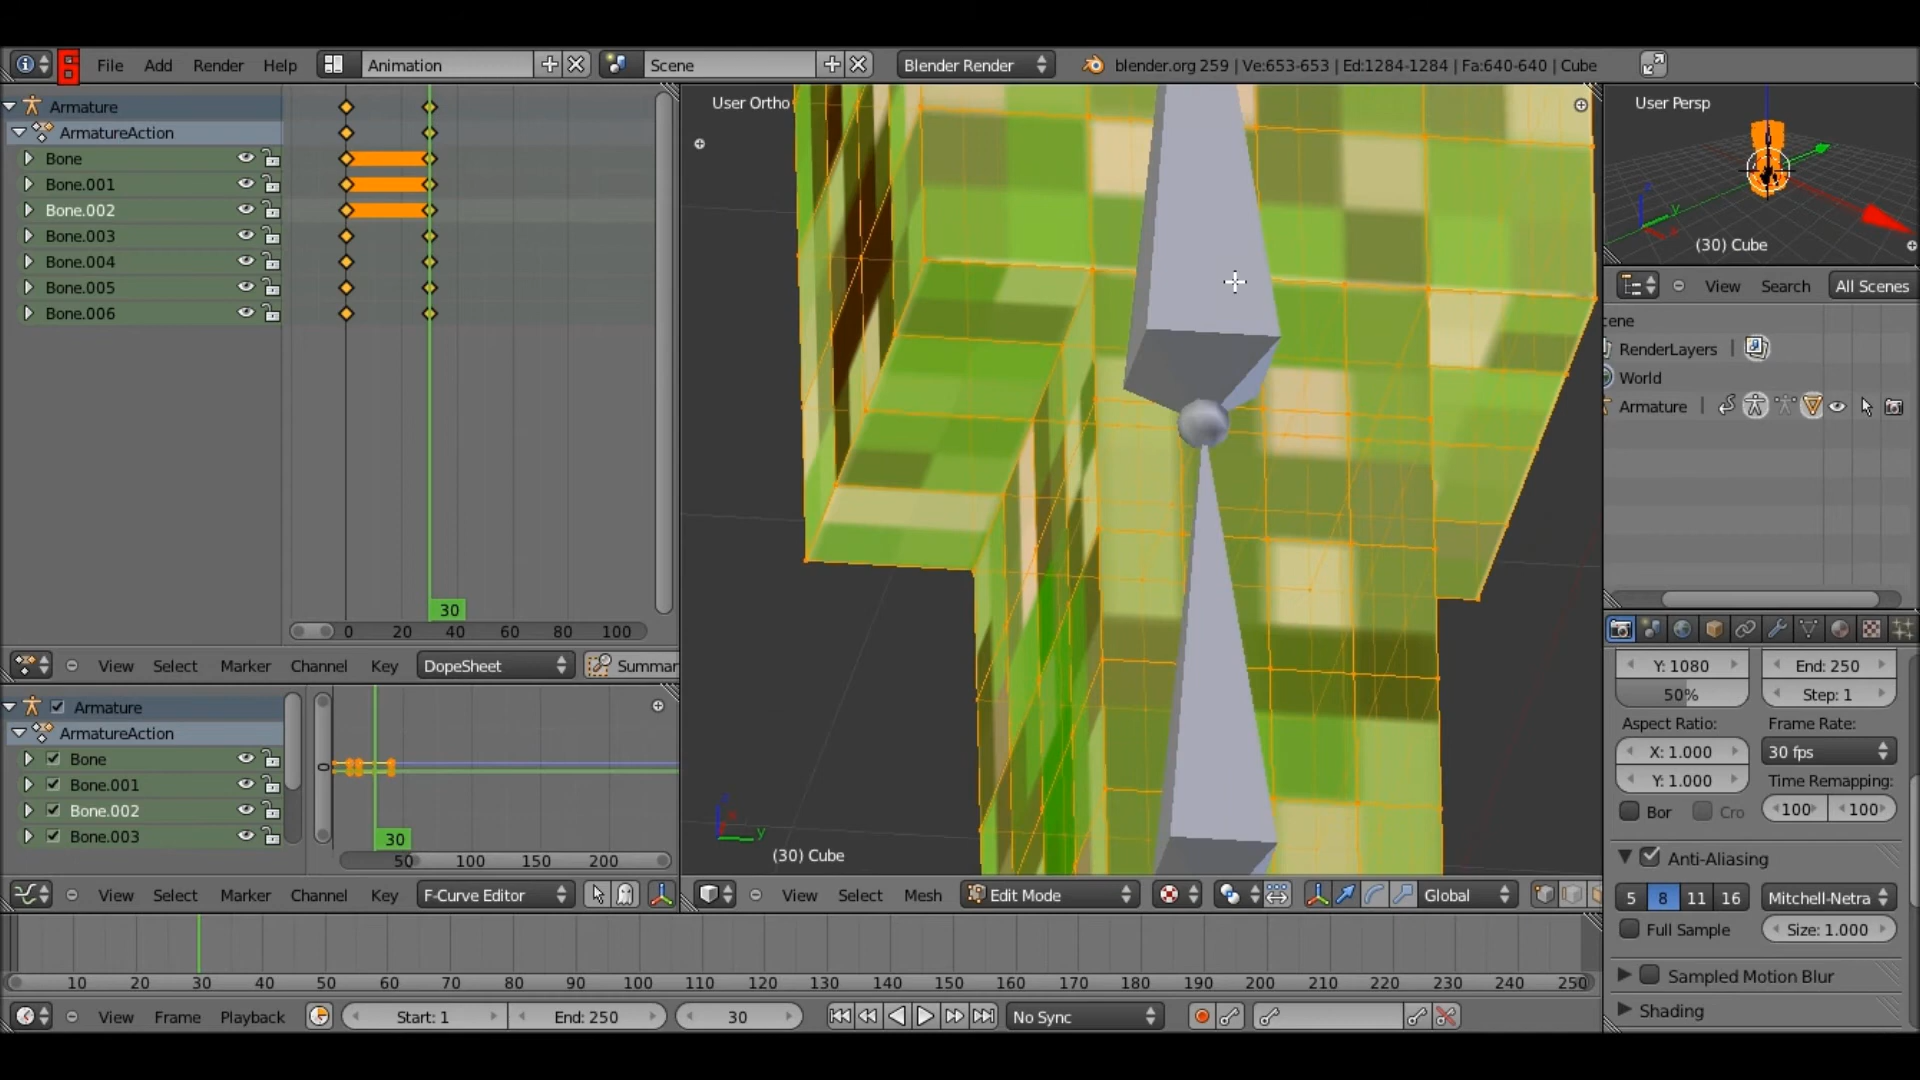 File Add Render Help Animation Scene Blender Render blender.org 259 | Ve:653-653 | Ed:1284-1284 | Fa:640-640 | Cube
Armature
ArmatureAction
Bone
Bone.001
Bone.002
Bone.003
Bone.004
Bone.005
Bone.006
30
0 20 40 60 80 100
View Select Marker Channel Key DopeSheet Summar
Armature
ArmatureAction
Bone
Bone.001
Bone.002
Bone.003
0
30
50 100 150 200
View Select Marker Channel Key F-Curve Editor
User Ortho
z
x
y
(30) Cube
View Select Mesh Edit Mode Global
User Persp
(30) Cube
View Search All Scenes
cene
RenderLayers |
World
Armature |
Y: 1080 End: 250
50% Step: 1
Aspect Ratio: Frame Rate:
X: 1.000 30 fps
Y: 1.000 Time Remapping:
Bor Cro 100 100
Anti-Aliasing
5 8 11 16 Mitchell-Netra
Full Sample Size: 1.000
Sampled Motion Blur
Shading
10 20 30 40 50 60 70 80 90 100 110 120 130 140 150 160 170 180 190 200 210 220 230 240 250
View Frame Playback Start: 1 End: 250 30 No Sync